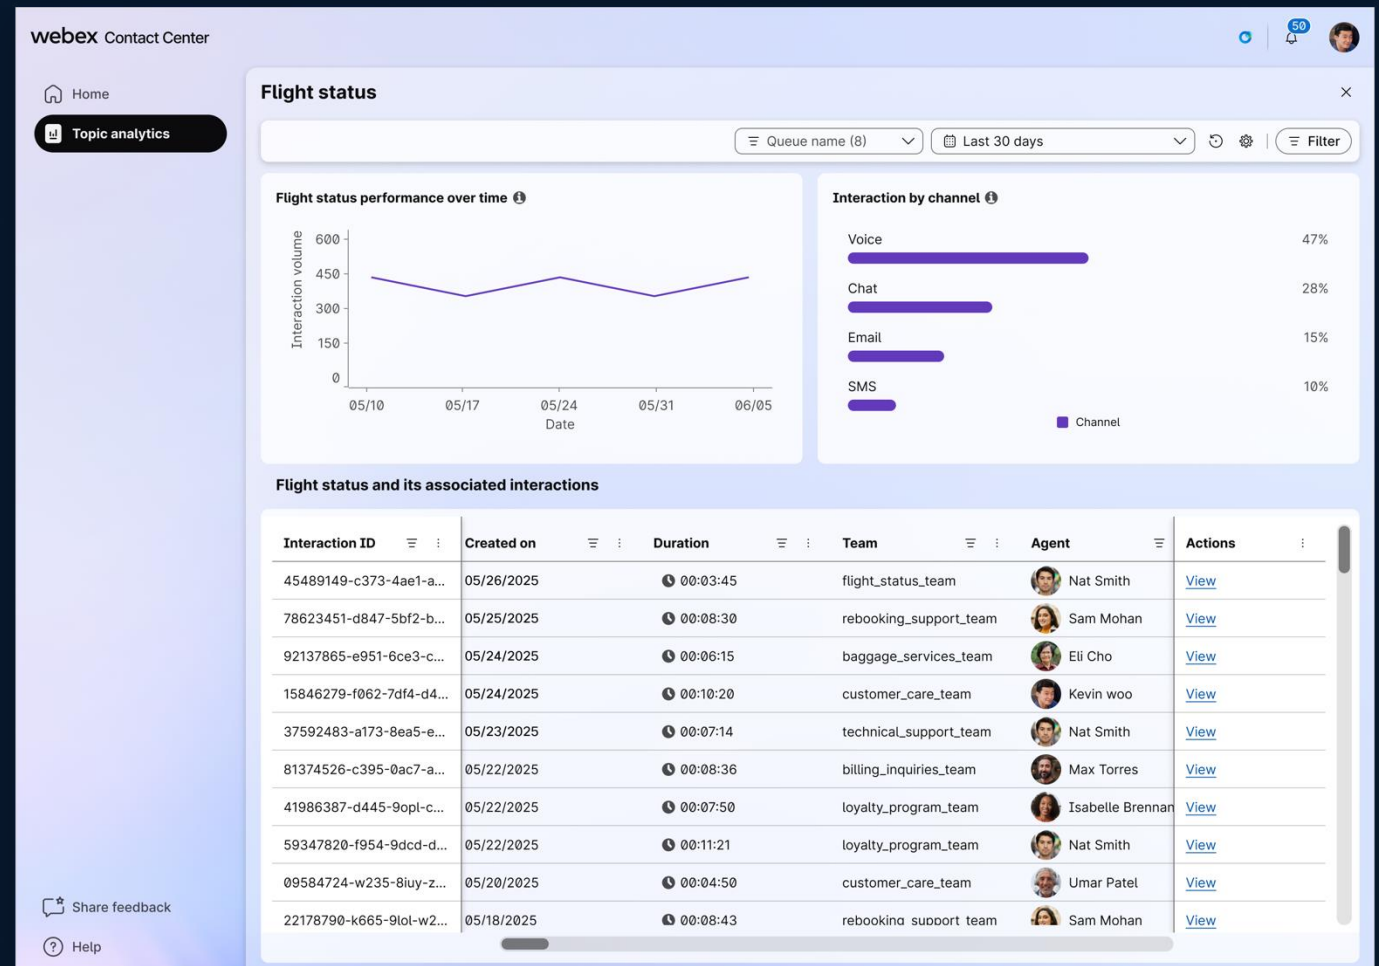 webex Contact Center
50
Home
Topic analytics
Flight status
Queue name (8)
Last 30 days
Filter
Flight status performance over time
Interaction volume
600
450
300
150
0
05/10 05/17 05/24 05/31 06/05
Date
Interaction by channel
Voice 47%
Chat 28%
Email 15%
SMS 10%
Channel
Flight status and its associated interactions
Interaction ID Created on Duration Team Agent Actions
45489149-c373-4ae1-a... 05/26/2025 00:03:45 flight_status_team Nat Smith View
78623451-d847-5bf2-b... 05/25/2025 00:08:30 rebooking_support_team Sam Mohan View
92137865-e951-6ce3-c... 05/24/2025 00:06:15 baggage_services_team Eli Cho View
15846279-f062-7df4-d4... 05/24/2025 00:10:20 customer_care_team Kevin woo View
37592483-a173-8ea5-e... 05/23/2025 00:07:14 technical_support_team Nat Smith View
81374526-c395-0ac7-a... 05/22/2025 00:08:36 billing_inquiries_team Max Torres View
41986387-d445-9opl-c... 05/22/2025 00:07:50 loyalty_program_team Isabelle Brennan View
59347820-f954-9dcd-d... 05/22/2025 00:11:21 loyalty_program_team Nat Smith View
09584724-w235-8iuy-z... 05/20/2025 00:04:50 customer_care_team Umar Patel View
22178790-k665-9lol-w2... 05/18/2025 00:08:43 rebooking_support_team Sam Mohan View
Share feedback
Help